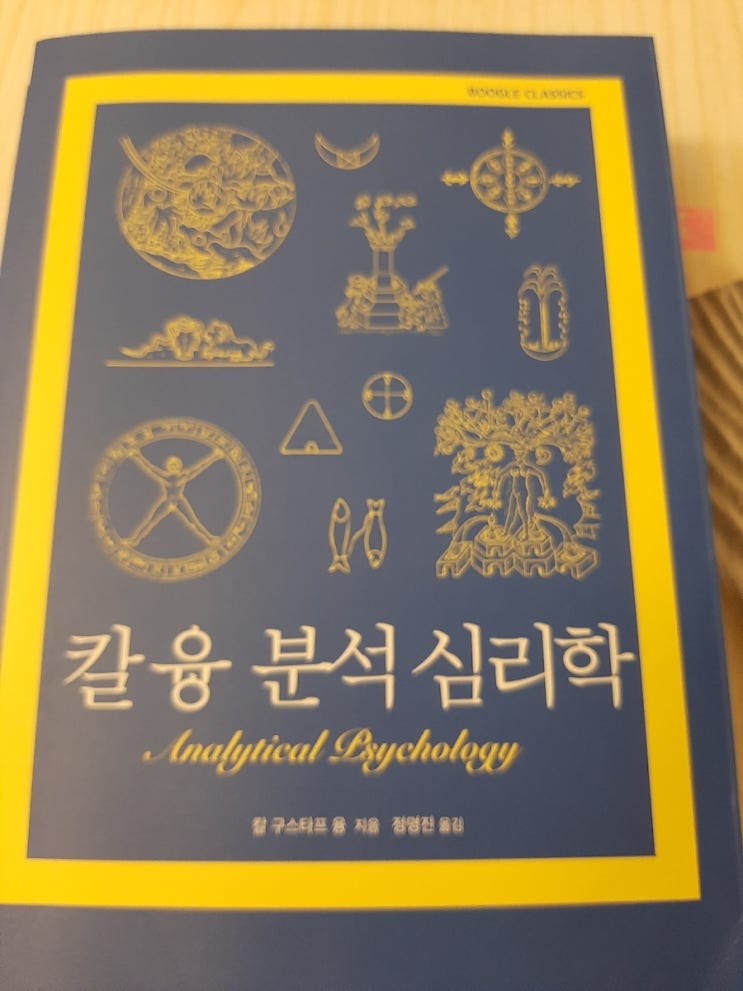 BOOGLE CLASSICS
칼 융 분석 심리학
Analytical Psychology
칼 구스타프 융 지음 정명진 옮김